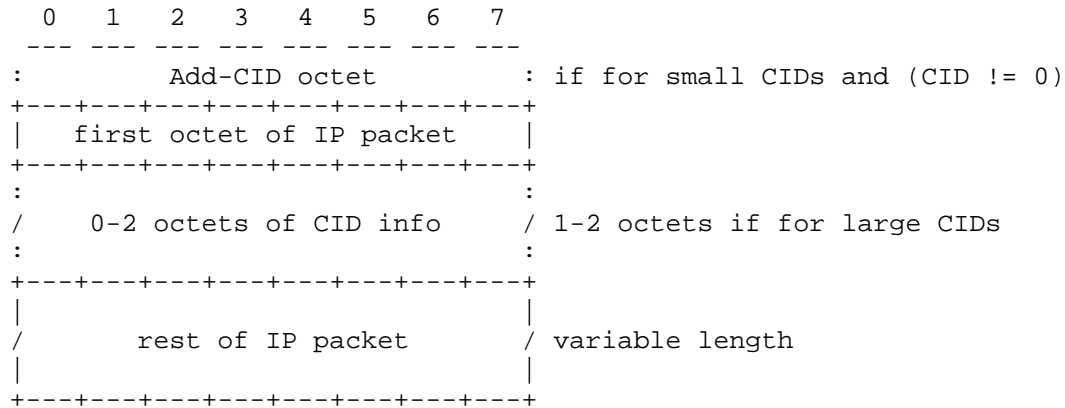 0   1   2   3   4   5   6   7
 --- --- --- --- --- --- --- ---
:         Add-CID octet         : if for small CIDs and (CID != 0)
+---+---+---+---+---+---+---+---+
|   first octet of IP packet    |
+---+---+---+---+---+---+---+---+
:                               :
/    0-2 octets of CID info     / 1-2 octets if for large CIDs
:                               :
+---+---+---+---+---+---+---+---+
|                               |
/       rest of IP packet       / variable length
|                               |
+---+---+---+---+---+---+---+---+